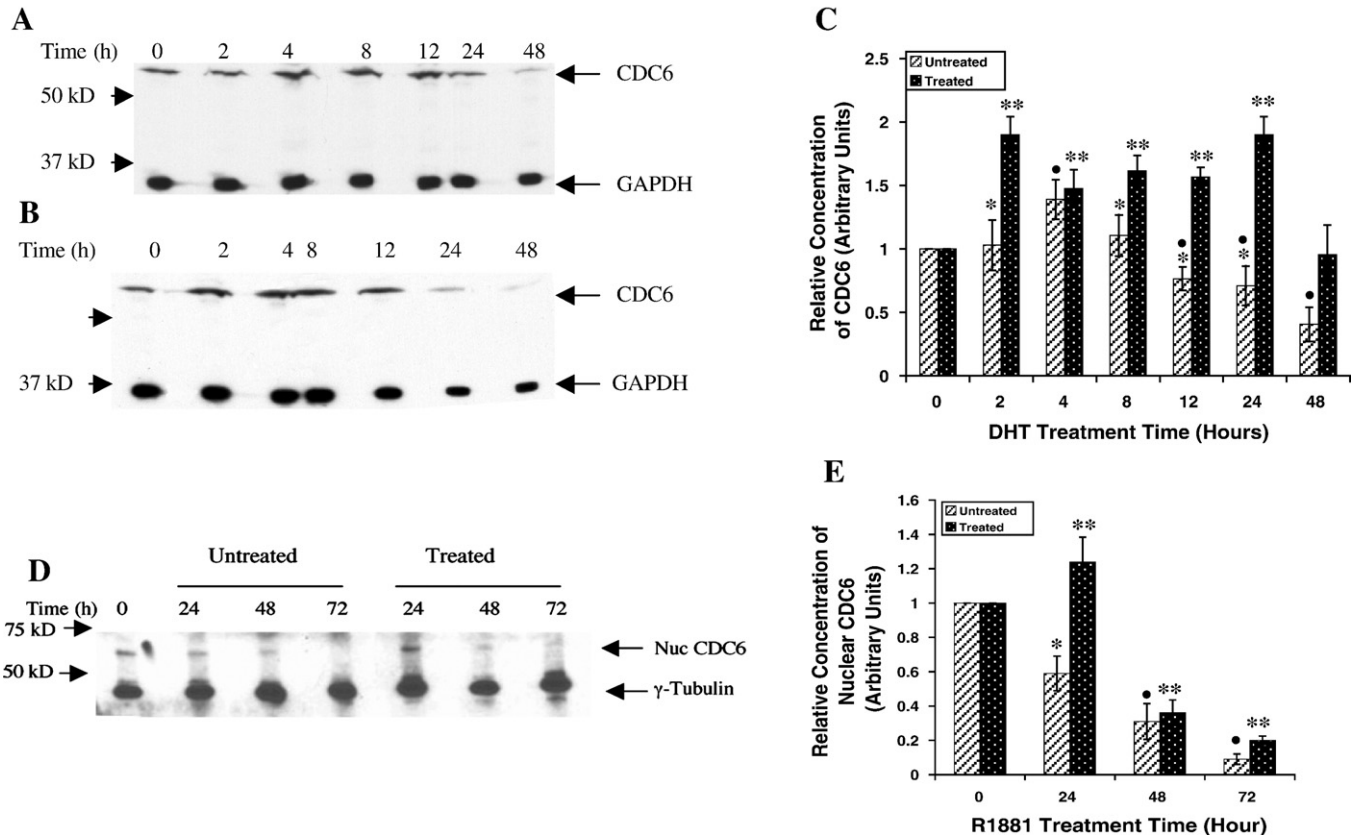 A
Time (h) 0 2 4 8 12 24 48
CDC6
50 kD
37 kD
GAPDH
B
Time (h) 0 2 4 8 12 24 48
CDC6
37 kD
GAPDH
C
Relative Concentration
of CDC6 (Arbitrary Units)
2.5
2
1.5
1
0.5
0
Untreated
Treated
* ** • ** * ** • * ** • * ** •
0 2 4 8 12 24 48
DHT Treatment Time (Hours)
D
Untreated Treated
Time (h) 0 24 48 72 24 48 72
75 kD
Nuc CDC6
50 kD
γ-Tubulin
E
Relative Concentration of
Nuclear CDC6
(Arbitrary Units)
1.6
1.4
1.2
1
0.8
0.6
0.4
0.2
0
Untreated
Treated
* ** • ** • **
0 24 48 72
R1881 Treatment Time (Hour)